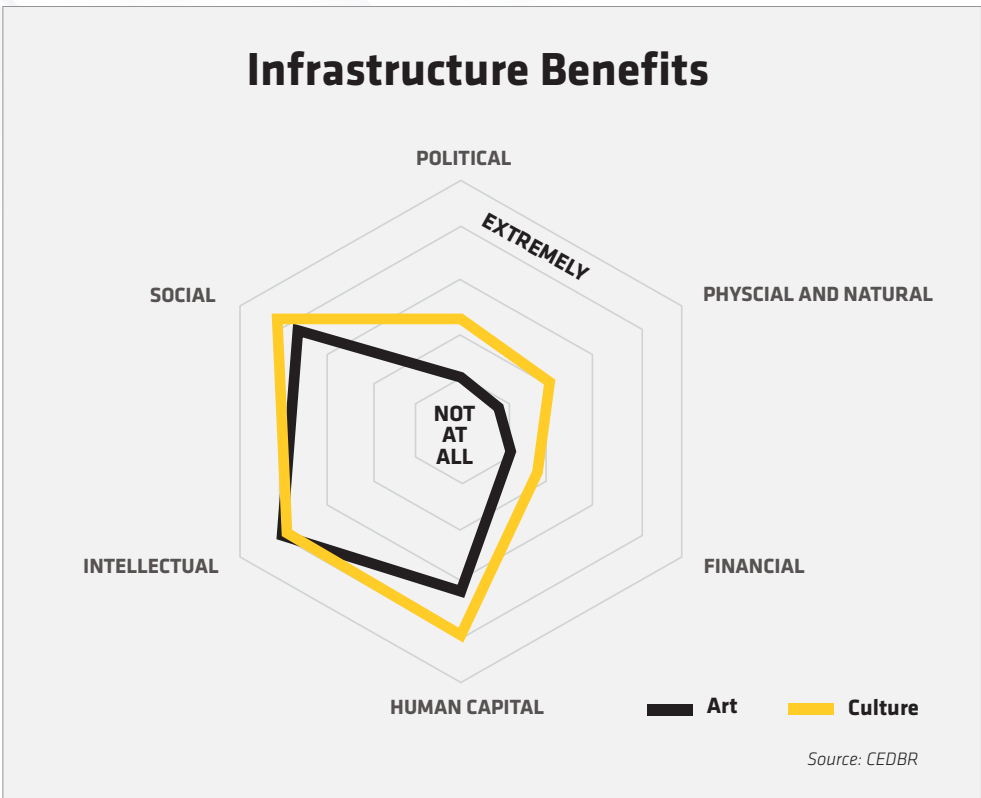 Infrastructure Benefits
POLITICAL
EXTREMELY
SOCIAL
PHYSCIAL AND NATURAL
NOT
AT
ALL
INTELLECTUAL
FINANCIAL
HUMAN CAPITAL
Art
Culture
Source: CEDBR